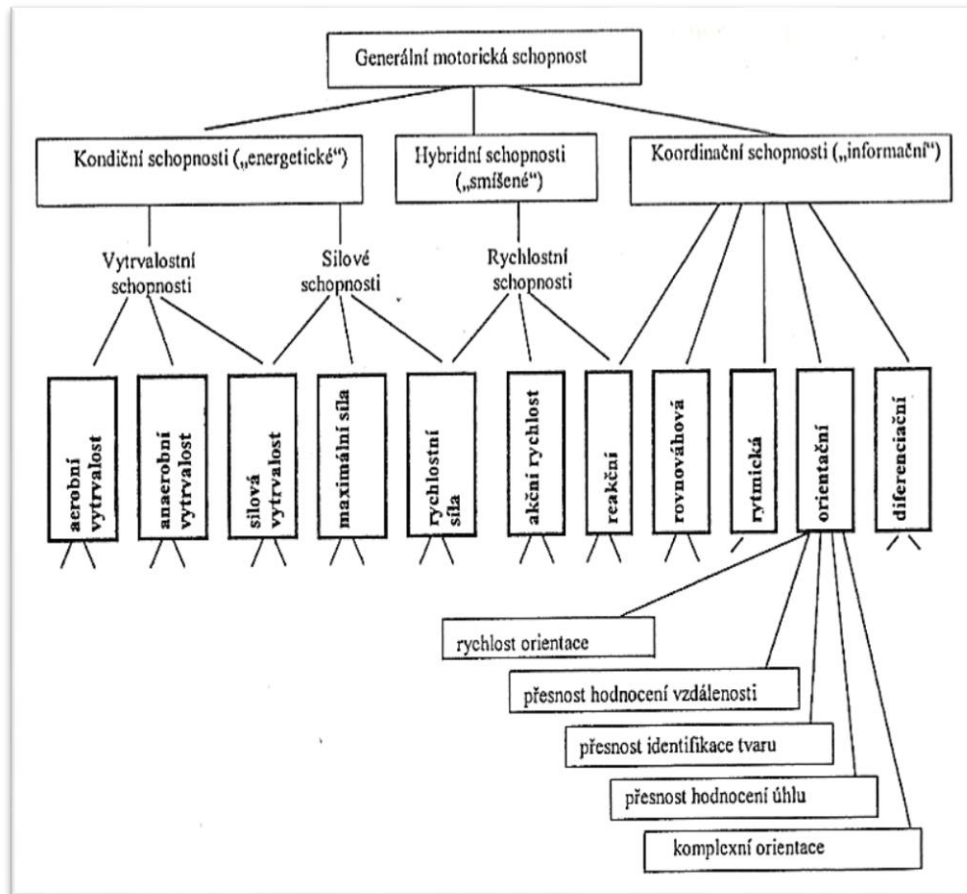 Generální motorická schopnost
Kondiční schopnosti („energetické“)
Hybridní schopnosti
(„smíšené“)
Koordinační schopnosti („informační“)
Vytrvalostní
schopnosti
Silové
schopnosti
Rychlostní
schopnosti
aerobní
vytrvalost
anaerobní
vytrvalost
silová
vytrvalost
maximální síla
rychlostní
síla
akční rychlost
reakční
rovnováhová
rytmická
orientační
diferenciační
rychlost orientace
přesnost hodnocení vzdálenosti
přesnost identifikace tvaru
přesnost hodnocení úhlu
komplexní orientace